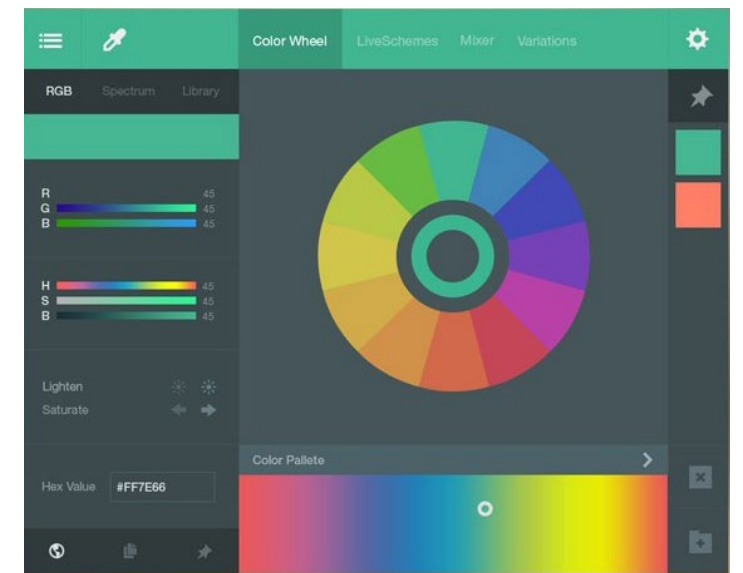 Color Wheel LiveSchemes Mixer Variations
RGB Spectrum Library
R 45
G 45
B 45
H 45
S 45
B 45
Lighten
Saturate
Color Pallete
Hex Value #FF7E66